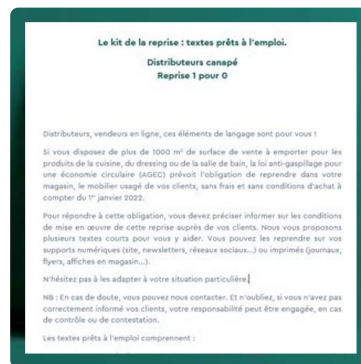 Le kit de la reprise : textes prêts à l'emploi.
Distributeurs canapé
Reprise 1 pour 0
Distributeurs, vendeurs en ligne, ces éléments de langage sont pour vous !
Si vous disposez de plus de 1000 m² de surface de vente à emporter pour les
produits de la cuisine, du dressing ou de la salle de bain, la loi anti-gaspillage pour
une économie circulaire (AGEC) prévoit l'obligation de reprendre dans votre
magasin, le mobilier usagé de vos clients, sans frais et sans conditions d'achat à
compter du 1er janvier 2022.
Pour répondre à cette obligation, vous devez préciser informer sur les conditions
de mise en œuvre de cette reprise auprès de vos clients. Nous vous proposons
plusieurs textes courts pour vous y aider. Vous pouvez les reprendre sur vos
supports numériques (site, newsletters, réseaux sociaux...) ou imprimés (journaux,
flyers, affiches en magasin...).
N'hésitez pas à les adapter à votre situation particulière.
NB : En cas de doute, vous pouvez nous contacter. Et n'oubliez, si vous n'avez pas
correctement informé vos clients, votre responsabilité peut être engagée, en cas
de contrôle ou de contestation.
Les textes prêts à l'emploi comprennent :